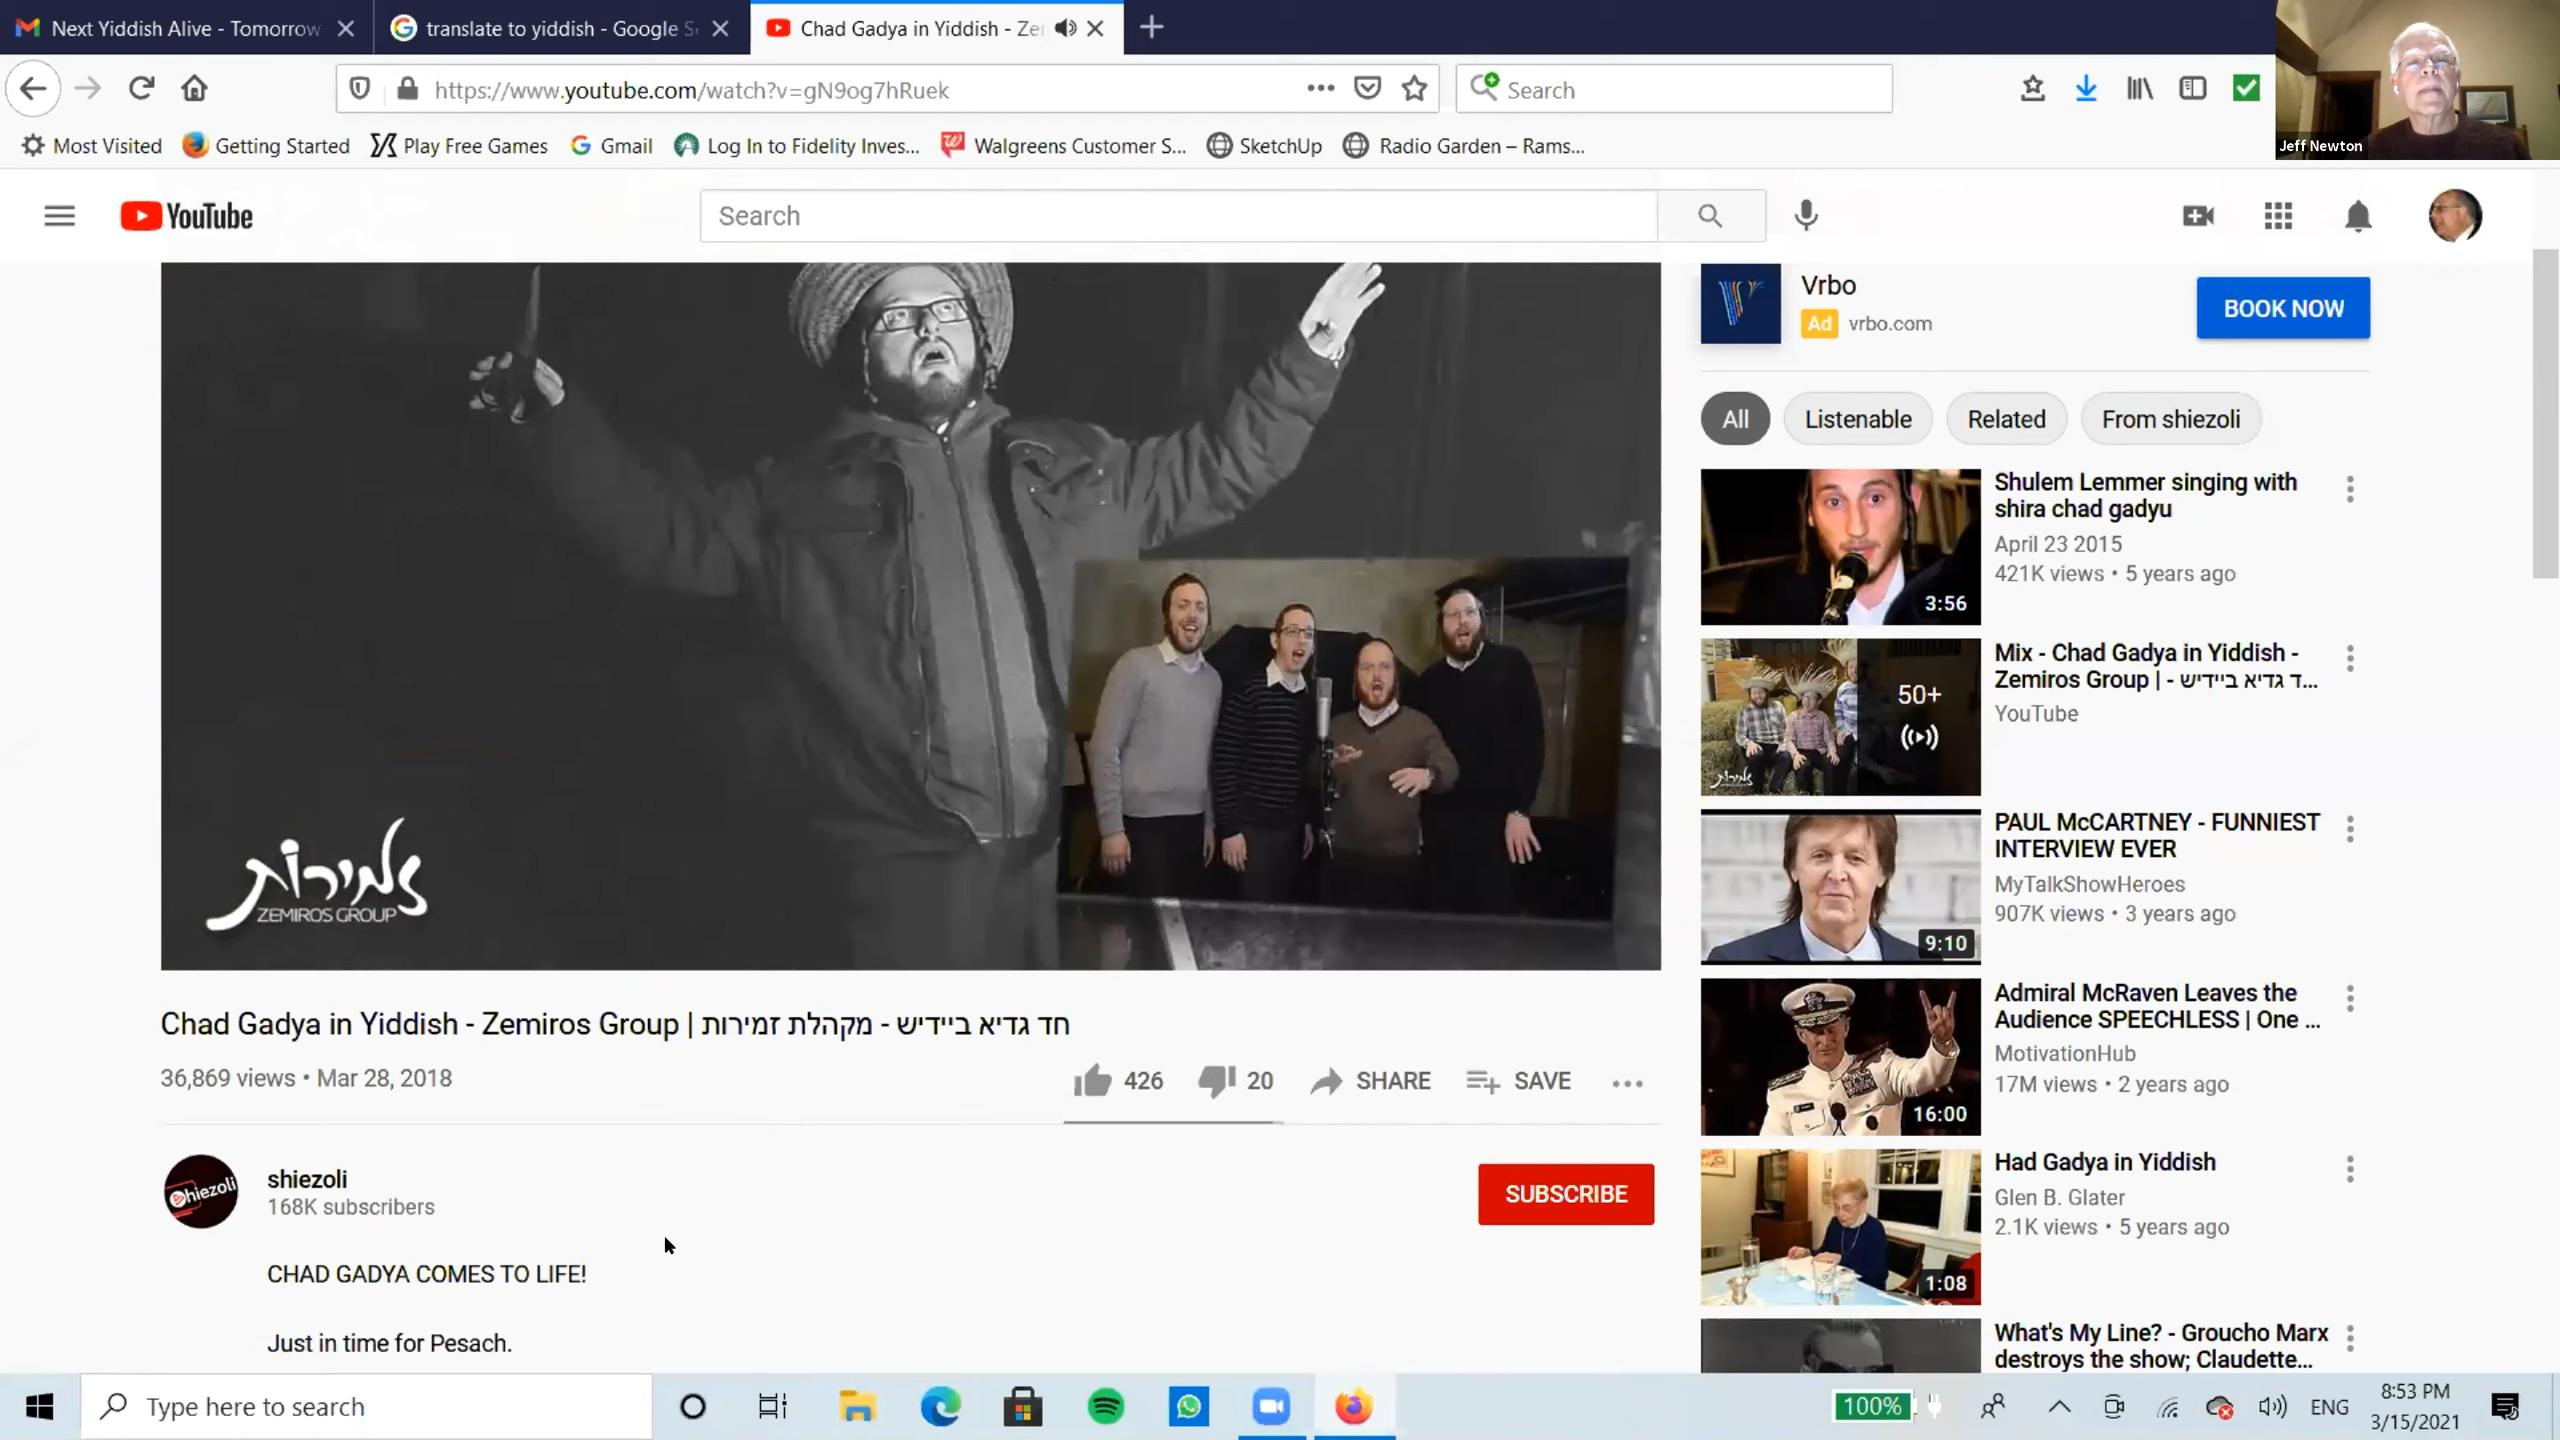 Next Yiddish Alive - Tomorrow
translate to yiddish - Google S
Chad Gadya in Yiddish - Ze
https://www.youtube.com/watch?v=gN9og7hRuek
Search
Jeff Newton
Most Visited
Getting Started
Play Free Games
Gmail
Log In to Fidelity Inves...
Walgreens Customer S...
SketchUp
Radio Garden – Rams...
YouTube
Search
Vrbo
Ad vrbo.com
BOOK NOW
All
Listenable
Related
From shiezoli
Shulem Lemmer singing with
shira chad gadyu
April 23 2015
421K views • 5 years ago
3:56
Mix - Chad Gadya in Yiddish -
Zemiros Group | - ד גדיא ביידיש...
YouTube
50+
PAUL McCARTNEY - FUNNIEST
INTERVIEW EVER
MyTalkShowHeroes
907K views • 3 years ago
9:10
Admiral McRaven Leaves the
Audience SPEECHLESS | One ...
MotivationHub
17M views • 2 years ago
16:00
Had Gadya in Yiddish
Glen B. Glater
2.1K views • 5 years ago
1:08
What's My Line? - Groucho Marx
destroys the show; Claudette...
זמירות
ZEMIROS GROUP
Chad Gadya in Yiddish - Zemiros Group | חד גדיא ביידיש - מקהלת זמירות
36,869 views • Mar 28, 2018
426
20
SHARE
SAVE
shiezoli
shiezoli
168K subscribers
SUBSCRIBE
CHAD GADYA COMES TO LIFE!
Just in time for Pesach.
Type here to search
100%
ENG
8:53 PM
3/15/2021